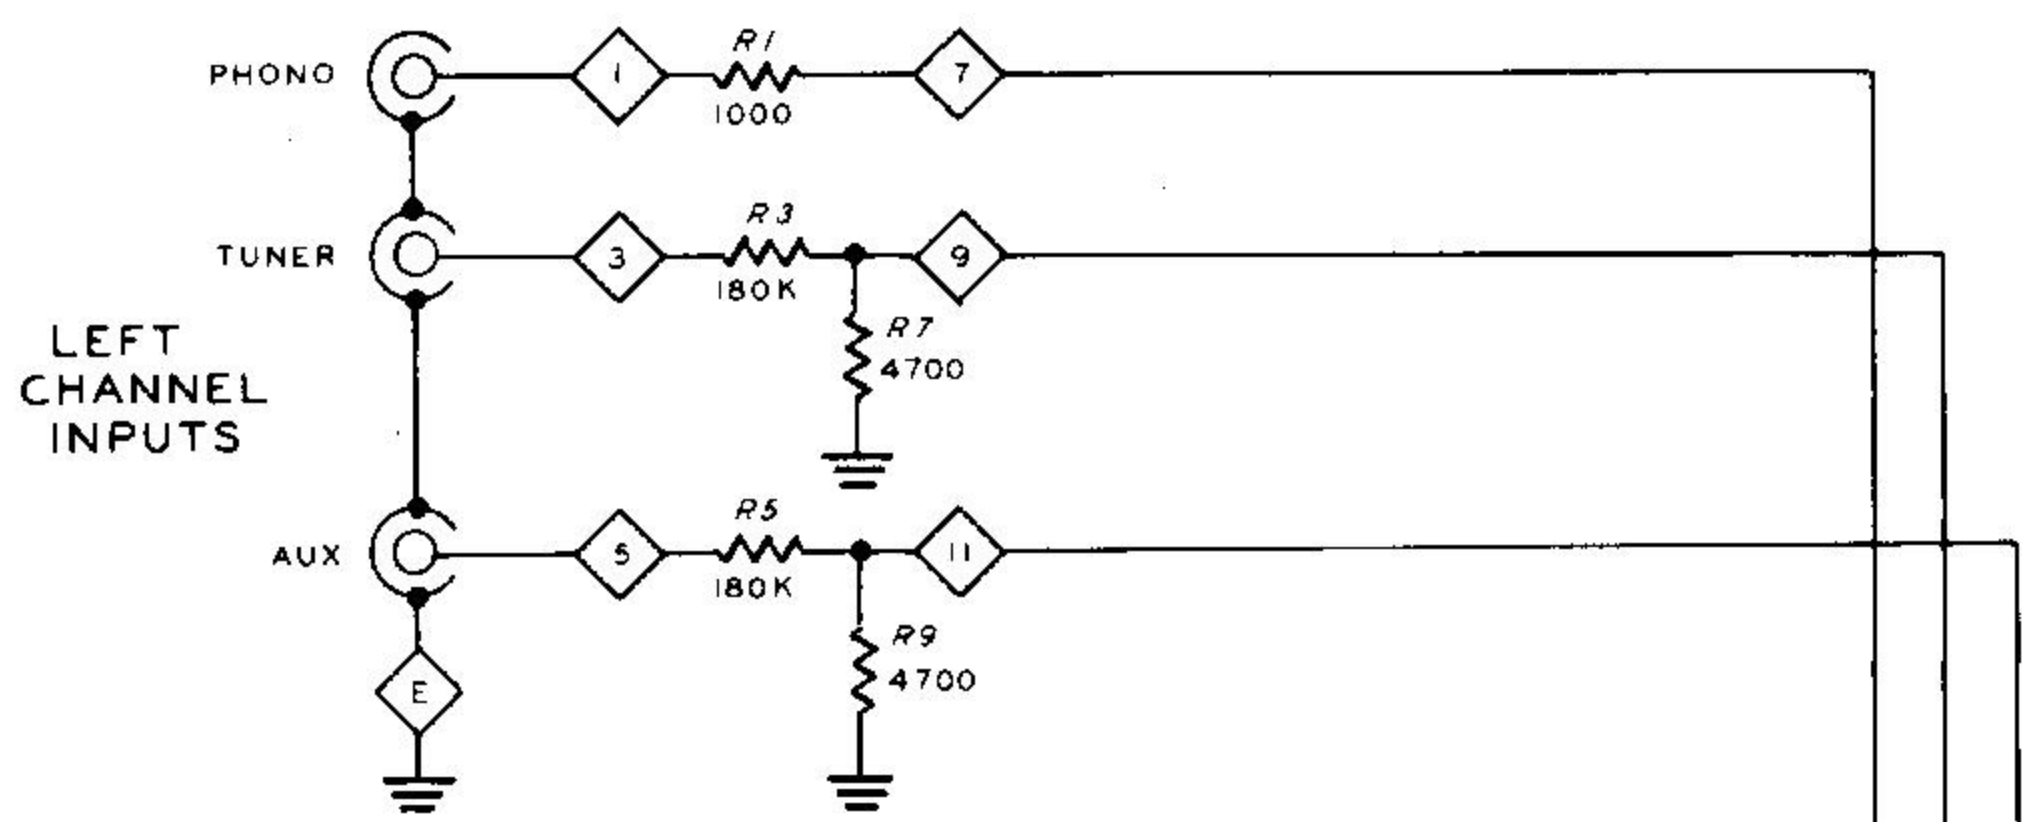 PHONO
1
R1
1000
7
TUNER
3
R3
180K
9
R7
4700
LEFT
CHANNEL
INPUTS
AUX
5
R5
180K
11
R9
4700
E